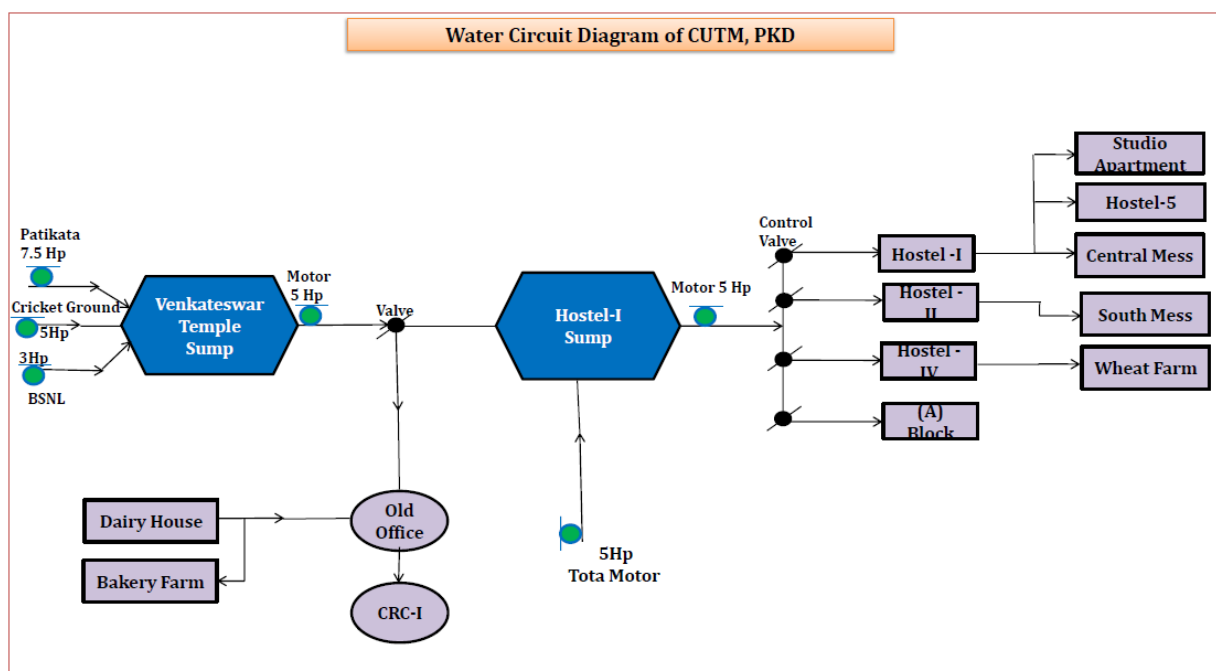 Water Circuit Diagram of CUTM, PKD
Studio
Apartment
Hostel-5
Central Mess
Control
Valve
Hostel -I
Patikata
7.5 Hp
Cricket Ground
5Hp
3Hp
BSNL
Venkateswar
Temple
Sump
Motor
5 Hp
Valve
Hostel-I
Sump
Motor 5 Hp
Hostel -
II
South Mess
Hostel -
IV
Wheat Farm
(A)
Block
Dairy House
Old
Office
Bakery Farm
CRC-I
5Hp
Tota Motor